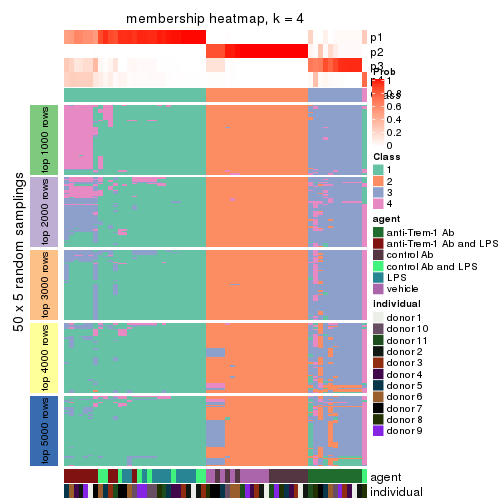 membership heatmap, k = 4
p1
p2
p3
Prob
1
0.8
0.6
0.4
0.2
0
Class
1
2
3
4
agent
anti-Trem-1 Ab
anti-Trem-1 Ab and LPS
control Ab
control Ab and LPS
LPS
vehicle
individual
donor 1
donor 10
donor 11
donor 2
donor 3
donor 4
donor 5
donor 6
donor 7
donor 8
donor 9
50 x 5 random samplings
top 1000 rows
top 2000 rows
top 3000 rows
top 4000 rows
top 5000 rows
agent
individual